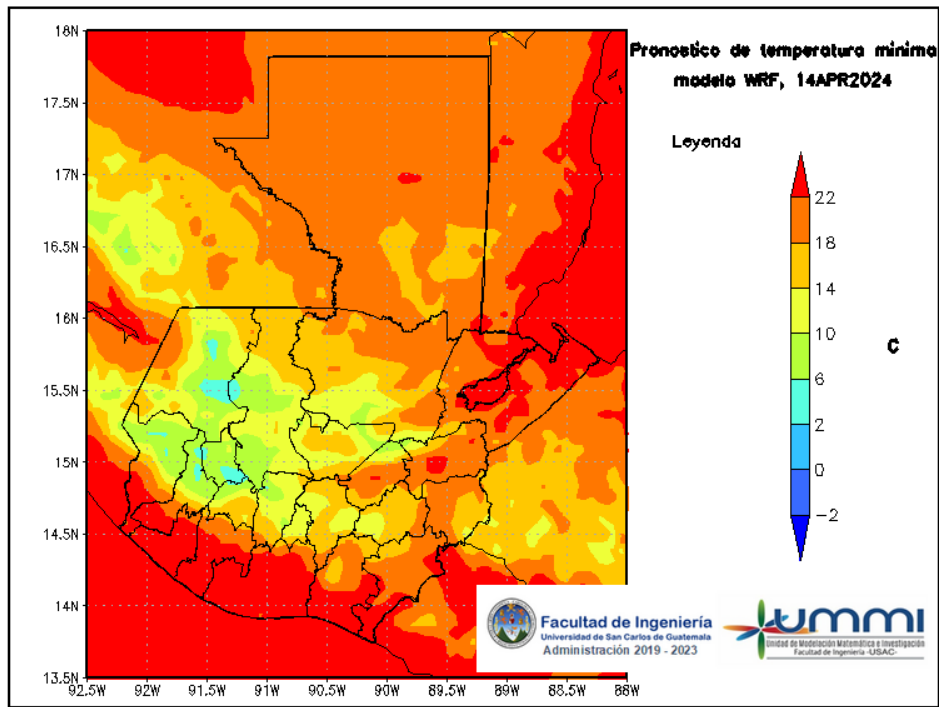 Pronostico de temperatura minima
modelo WRF, 14APR2024
Leyenda
22
18
14
10
6
2
0
−2
C
18N
17.5N
17N
16.5N
16N
15.5N
15N
14.5N
14N
13.5N
92.5W
92W
91.5W
91W
90.5W
90W
89.5W
89W
88.5W
88W
Facultad de Ingeniería
Universidad de San Carlos de Guatemala
Administración 2019 - 2023
UMMI
Unidad de Modelación Matemática e Investigación
Facultad de Ingeniería -USAC-